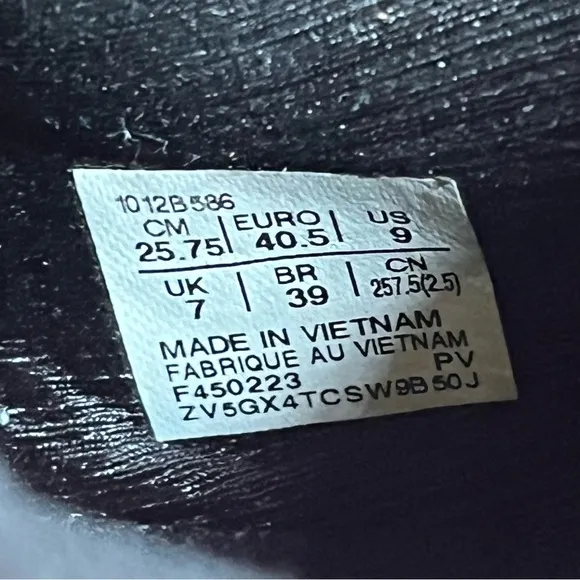 1012B586
CM | EURO | US
25.75 | 40.5 | 9
UK | BR | CN
7 | 39 | 257.5(2.5)
MADE IN VIETNAM
FABRIQUE AU VIETNAM
F450223 PV
ZV5GX4TCSW9B50J